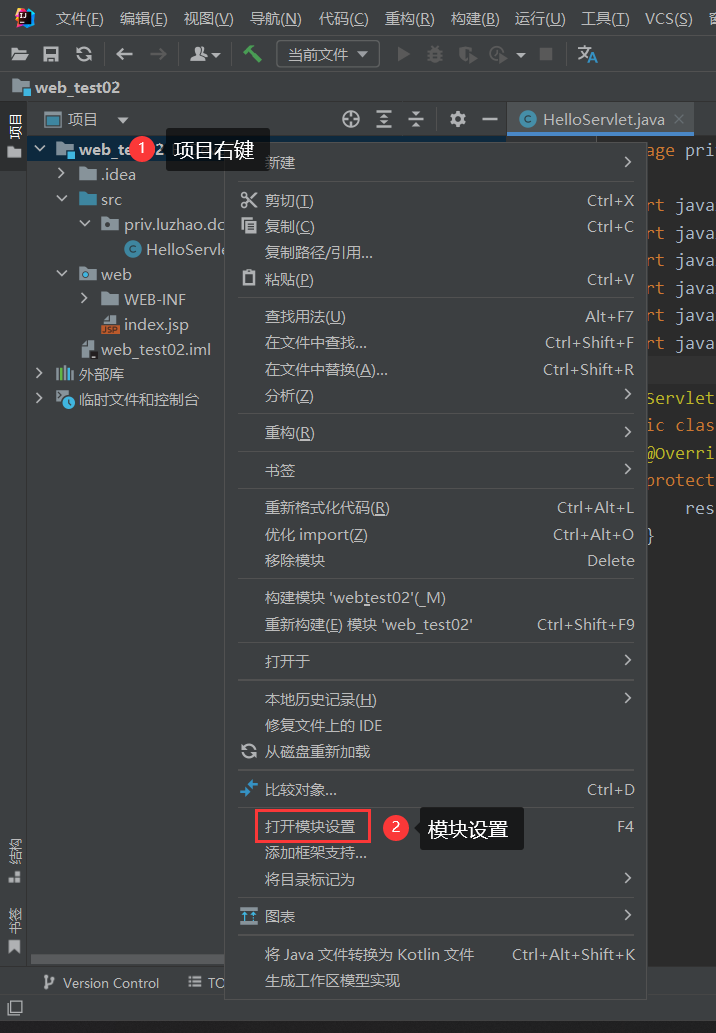 文件(F) 编辑(E) 视图(V) 导航(N) 代码(C) 重构(R) 构建(B) 运行(U) 工具(T) VCS(S)
当前文件
web_test02
项目
项目
HelloServlet.java
web_te
1
项目右键
.idea
src
priv.luzhao.do
HelloServle
web
WEB-INF
index.jsp
web_test02.iml
外部库
临时文件和控制台
新建
剪切(T) Ctrl+X
复制(C) Ctrl+C
复制路径/引用...
粘贴(P) Ctrl+V
查找用法(U) Alt+F7
在文件中查找... Ctrl+Shift+F
在文件中替换(A)... Ctrl+Shift+R
分析(Z)
重构(R)
书签
重新格式化代码(R) Ctrl+Alt+L
优化 import(Z) Ctrl+Alt+O
移除模块 Delete
构建模块 'webtest02'(_M)
重新构建(E) 模块 'web_test02' Ctrl+Shift+F9
打开于
本地历史记录(H)
修复文件上的 IDE
从磁盘重新加载
比较对象... Ctrl+D
打开模块设置 F4
2
模块设置
添加框架支持...
将目录标记为
图表
将 Java 文件转换为 Kotlin 文件 Ctrl+Alt+Shift+K
生成工作区模型实现
age pri
rt java
rt java
rt java
rt java
rt java
rt java
Servlet
ic clas
@Overri
protect
res
}
结构
书签
Version Control
TO